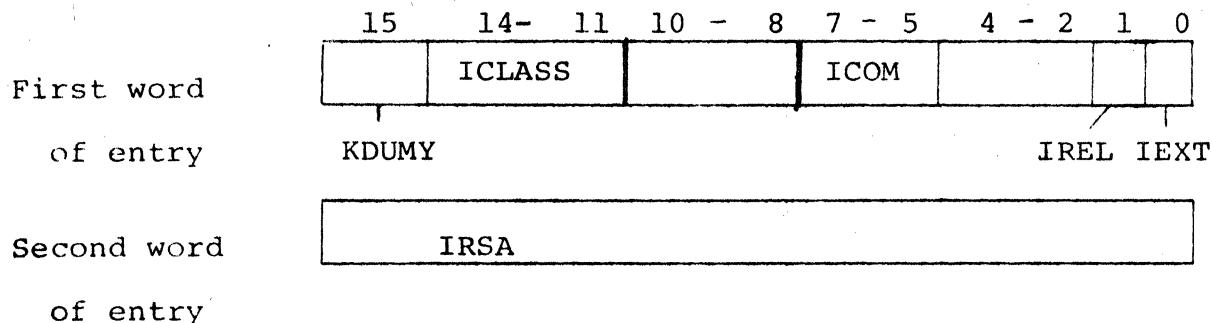 15 14- 11 10 - 8 7 - 5 4 - 2 1 0
First word ICLASS ICOM
of entry KDUMY IREL IEXT
Second word IRSA
of entry